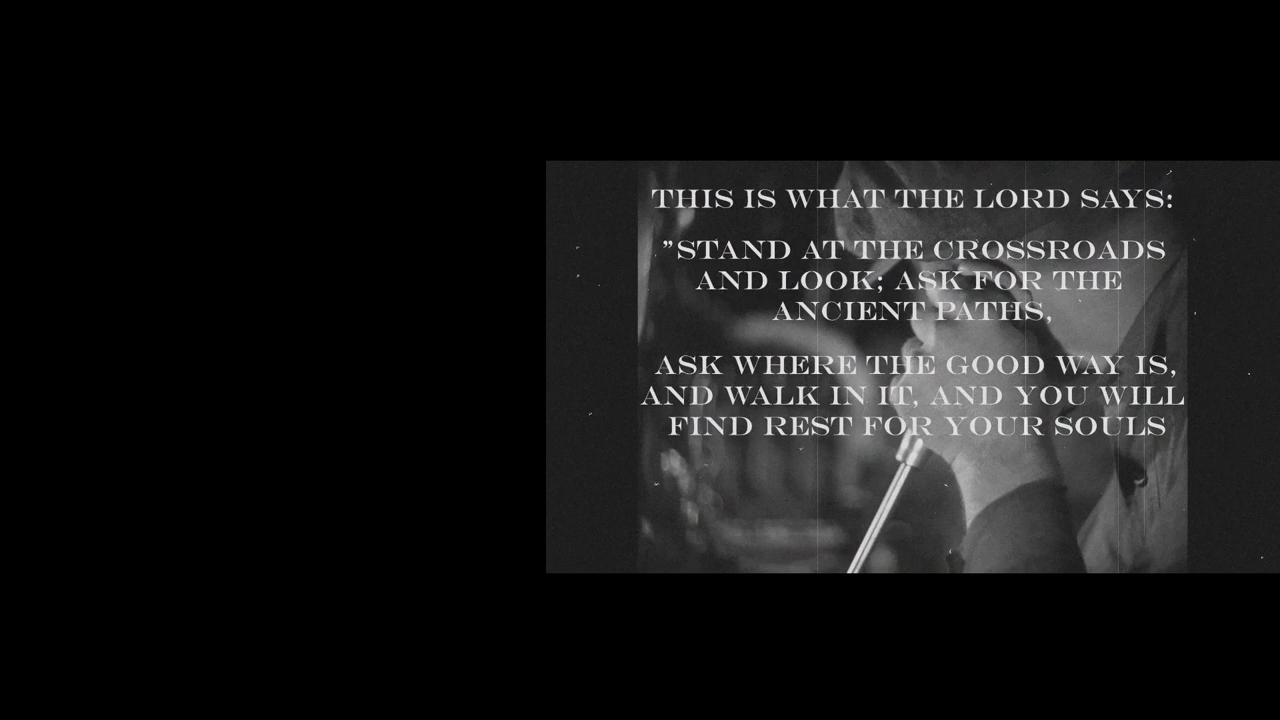 THIS IS WHAT THE LORD SAYS:
"STAND AT THE CROSSROADS
AND LOOK; ASK FOR THE
ANCIENT PATHS,
ASK WHERE THE GOOD WAY IS,
AND WALK IN IT, AND YOU WILL
FIND REST FOR YOUR SOULS